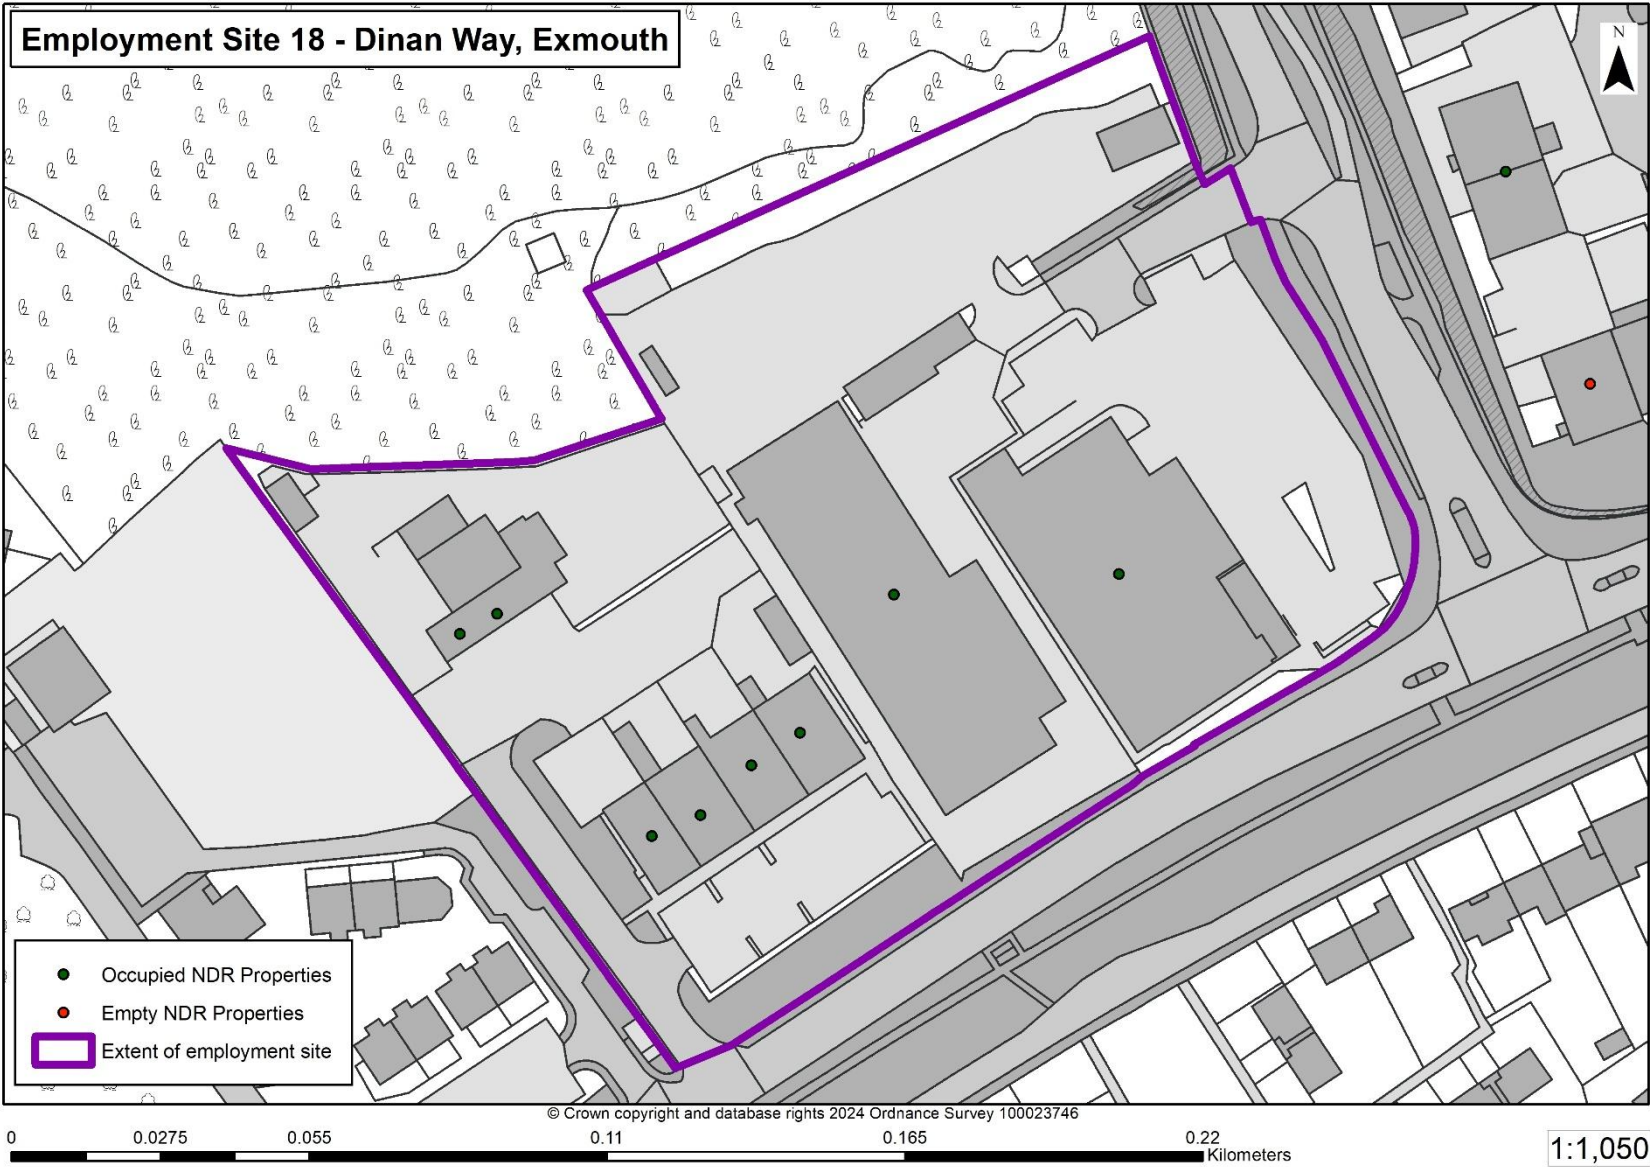 Employment Site 18 - Dinan Way, Exmouth
N
Occupied NDR Properties
Empty NDR Properties
Extent of employment site
© Crown copyright and database rights 2024 Ordnance Survey 100023746
0 0.0275 0.055 0.11 0.165 0.22
Kilometers
1:1,050